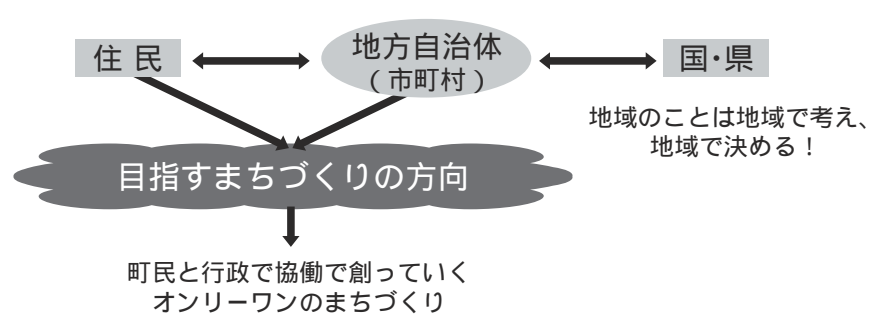 住 民
地方自治体
（ 市町村 ）
国・県
地域のことは地域で考え、
地域で決める！
目指すまちづくりの方向
町民と行政で協働で創っていく
オンリーワンのまちづくり